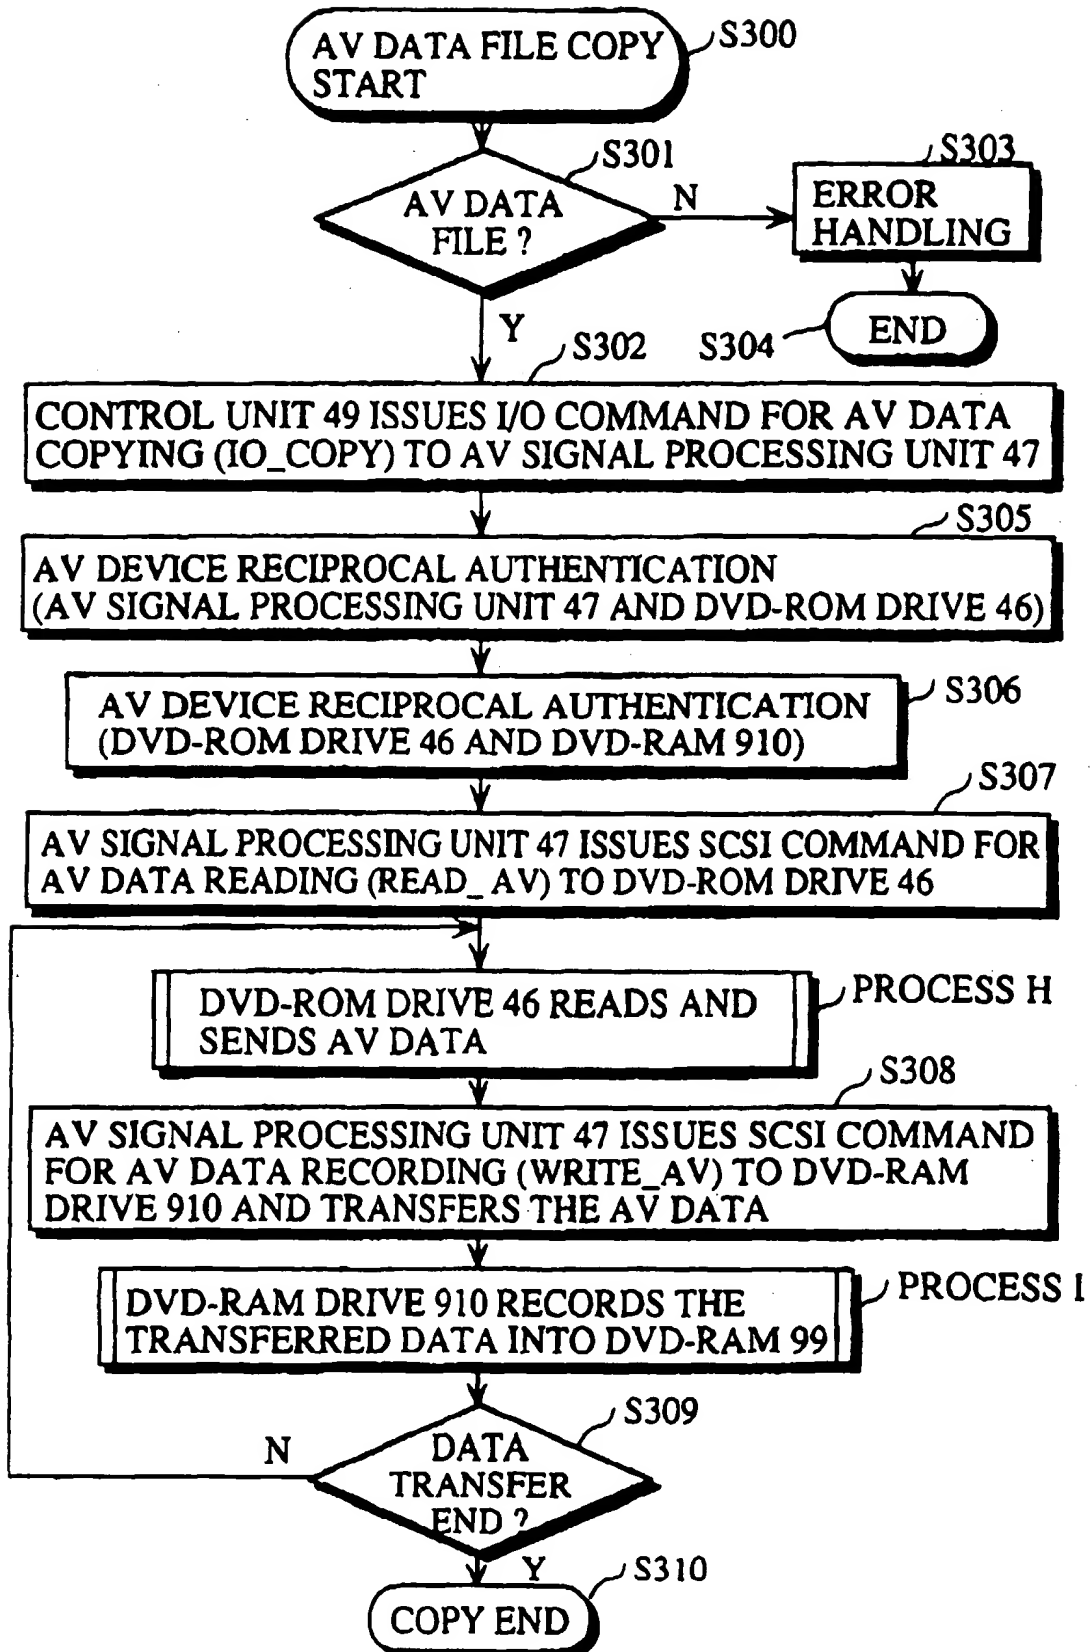 AV DATA FILE COPY
START
S300
S301
AV DATA
FILE ?
N
S303
ERROR
HANDLING
Y
S304
END
S302
CONTROL UNIT 49 ISSUES I/O COMMAND FOR AV DATA
COPYING (IO_COPY) TO AV SIGNAL PROCESSING UNIT 47
S305
AV DEVICE RECIPROCAL AUTHENTICATION
(AV SIGNAL PROCESSING UNIT 47 AND DVD-ROM DRIVE 46)
S306
AV DEVICE RECIPROCAL AUTHENTICATION
(DVD-ROM DRIVE 46 AND DVD-RAM 910)
S307
AV SIGNAL PROCESSING UNIT 47 ISSUES SCSI COMMAND FOR
AV DATA READING (READ_ AV) TO DVD-ROM DRIVE 46
DVD-ROM DRIVE 46 READS AND
SENDS AV DATA
PROCESS H
S308
AV SIGNAL PROCESSING UNIT 47 ISSUES SCSI COMMAND
FOR AV DATA RECORDING (WRITE_AV) TO DVD-RAM
DRIVE 910 AND TRANSFERS THE AV DATA
DVD-RAM DRIVE 910 RECORDS THE
TRANSFERRED DATA INTO DVD-RAM 99
PROCESS I
S309
N
DATA
TRANSFER
END ?
Y
S310
COPY END